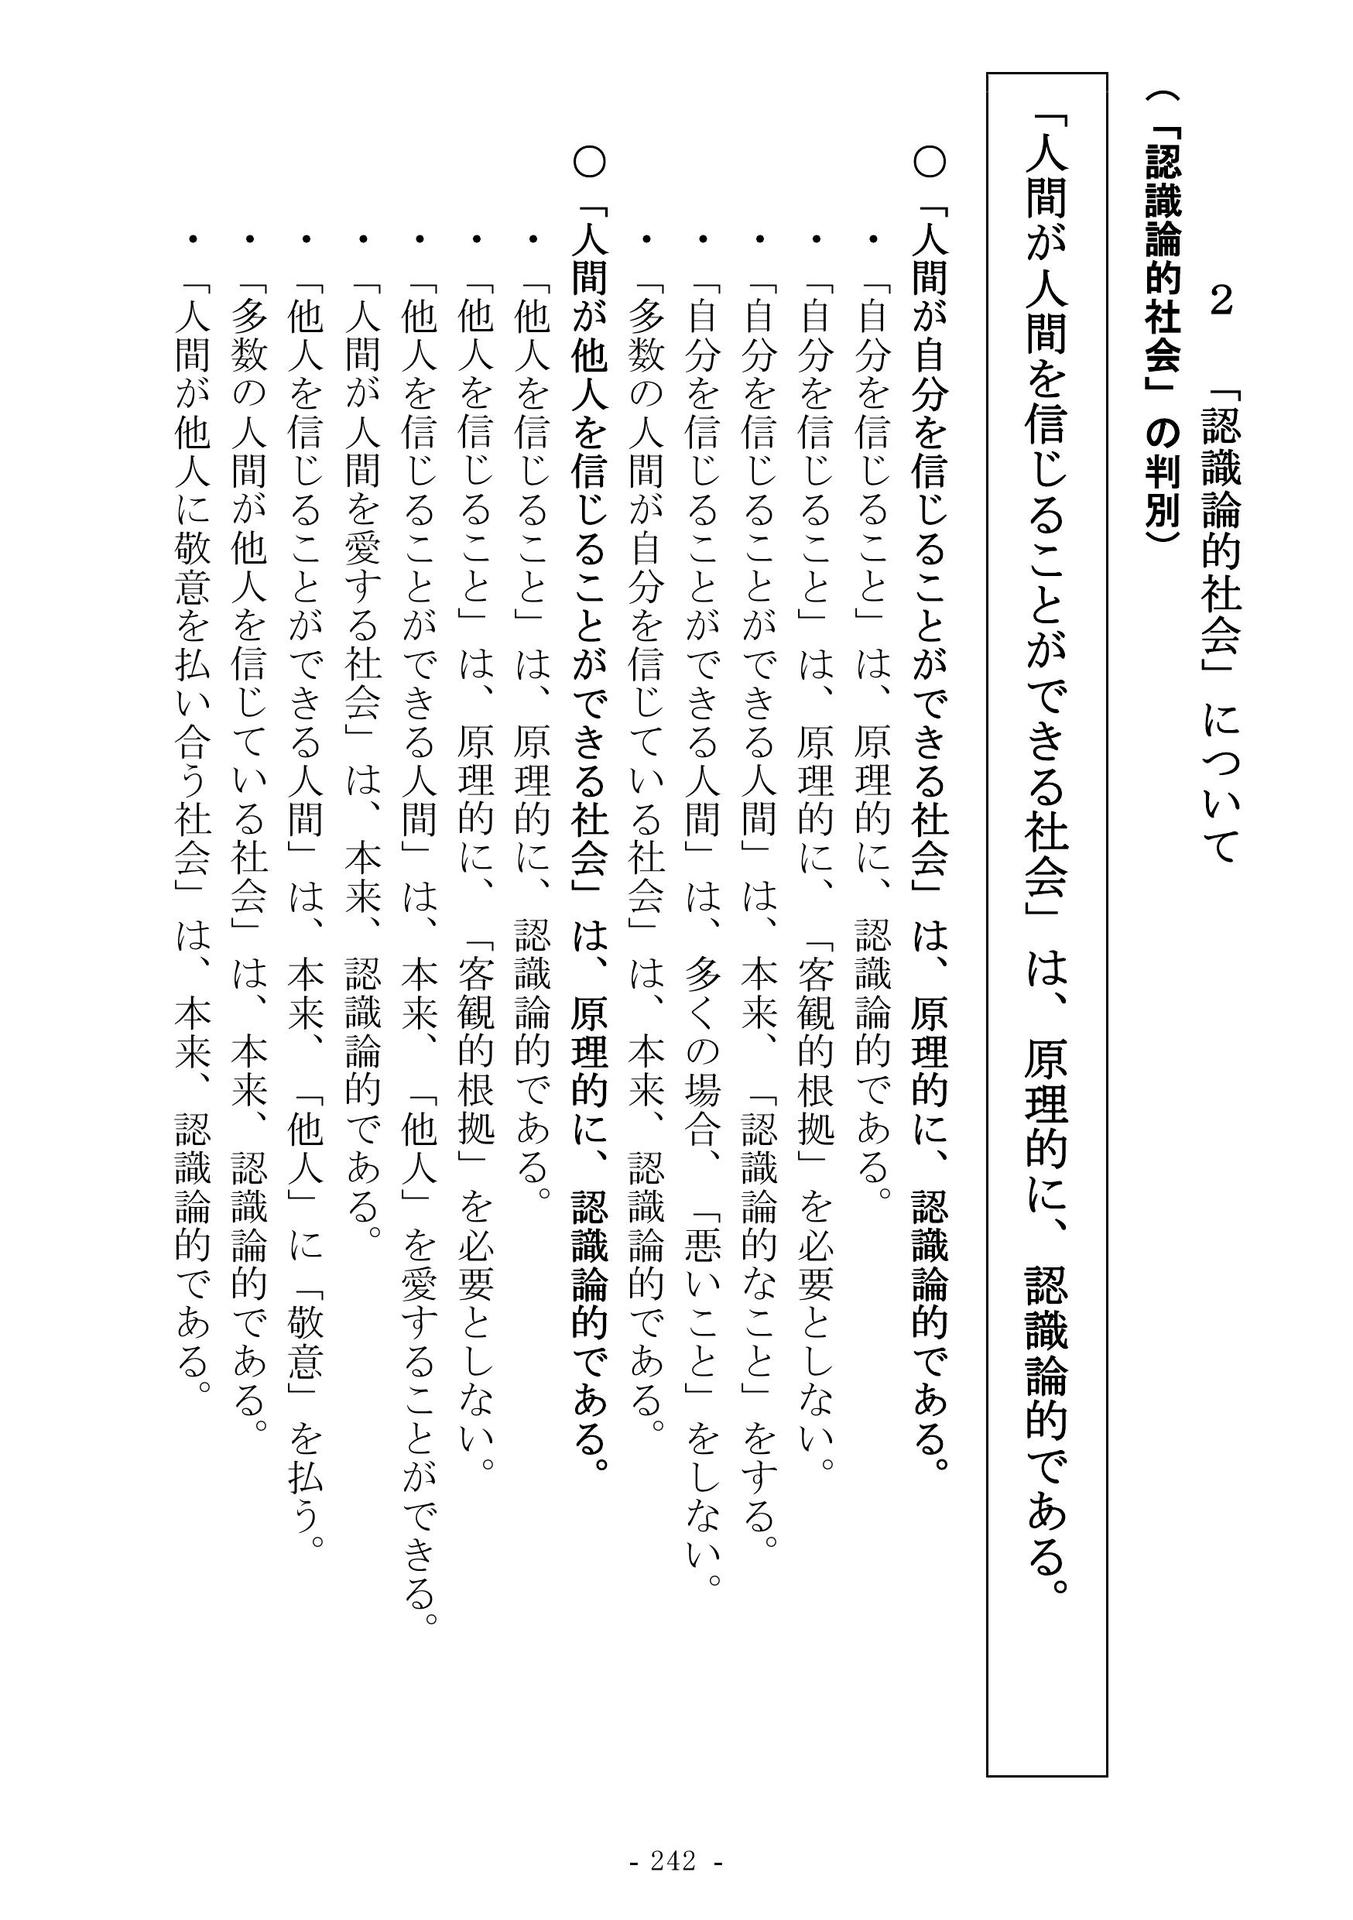 2 「認識論的社会」について
(「認識論的社会」の判別)
「人間が人間を信じることができる社会」は、原理的に、認識論的である。
○「人間が自分を信じることができる社会」は、原理的に、認識論的である。
・「自分を信じること」は、原理的に、認識論的である。
・「自分を信じること」は、原理的に、「客観的根拠」を必要としない。
・「自分を信じることができる人間」は、本来、「認識論的なこと」をする。
・「自分を信じることができる人間」は、多くの場合、「悪いこと」をしない。
・「多数の人間が自分を信じている社会」は、本来、認識論的である。
○「人間が他人を信じることができる社会」は、原理的に、認識論的である。
・「他人を信じること」は、原理的に、認識論的である。
・「他人を信じること」は、原理的に、「客観的根拠」を必要としない。
・「他人を信じることができる人間」は、本来、「他人」を愛することができる。
・「人間が人間を愛する社会」は、本来、認識論的である。
・「他人を信じることができる人間」は、本来、「他人」に「敬意」を払う。
・「多数の人間が他人を信じている社会」は、本来、認識論的である。
・「人間が他人に敬意を払い合う社会」は、本来、認識論的である。
- 242 -